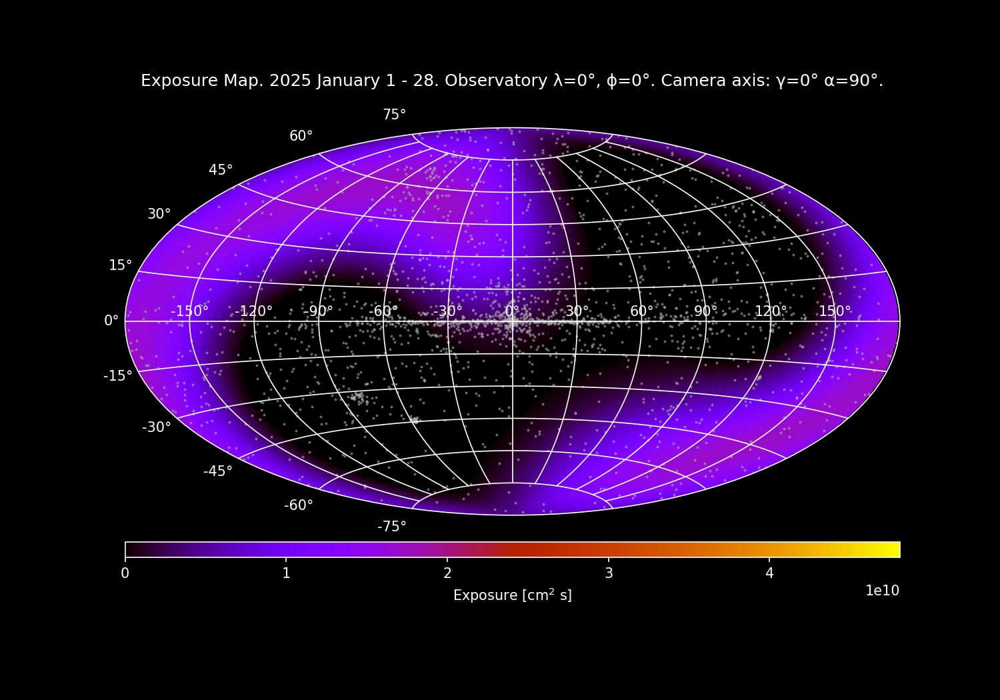 Exposure Map. 2025 January 1 - 28. Observatory λ=0°, ϕ=0°. Camera axis: γ=0° α=90°.
75°
60°
45°
30°
15°
-150° -120° -90° -60° -30° 0° 30° 60° 90° 120° 150°
0°
-15°
-30°
-45°
-60°
-75°
0 1 2 3 4
1e10
Exposure [cm² s]